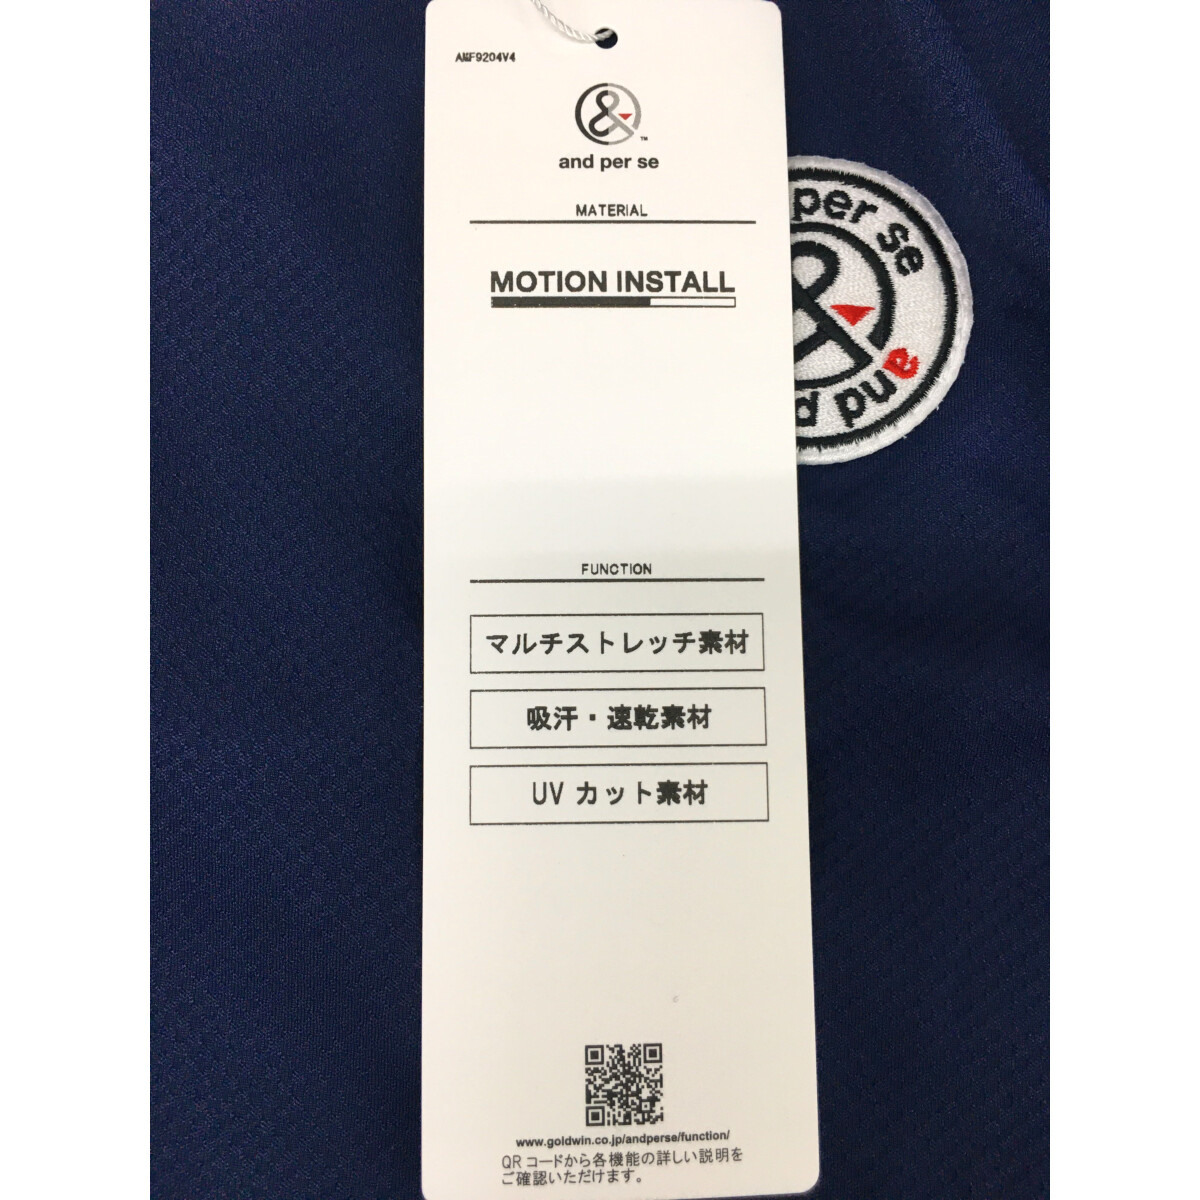 AMF9204V4
and per se
MATERIAL
MOTION INSTALL
FUNCTION
マルチストレッチ素材
吸汗・速乾素材
UV カット素材
www.goldwin.co.jp/andperse/function/
QRコードから各機能の詳しい説明を
ご確認いただけます。
per se
and p